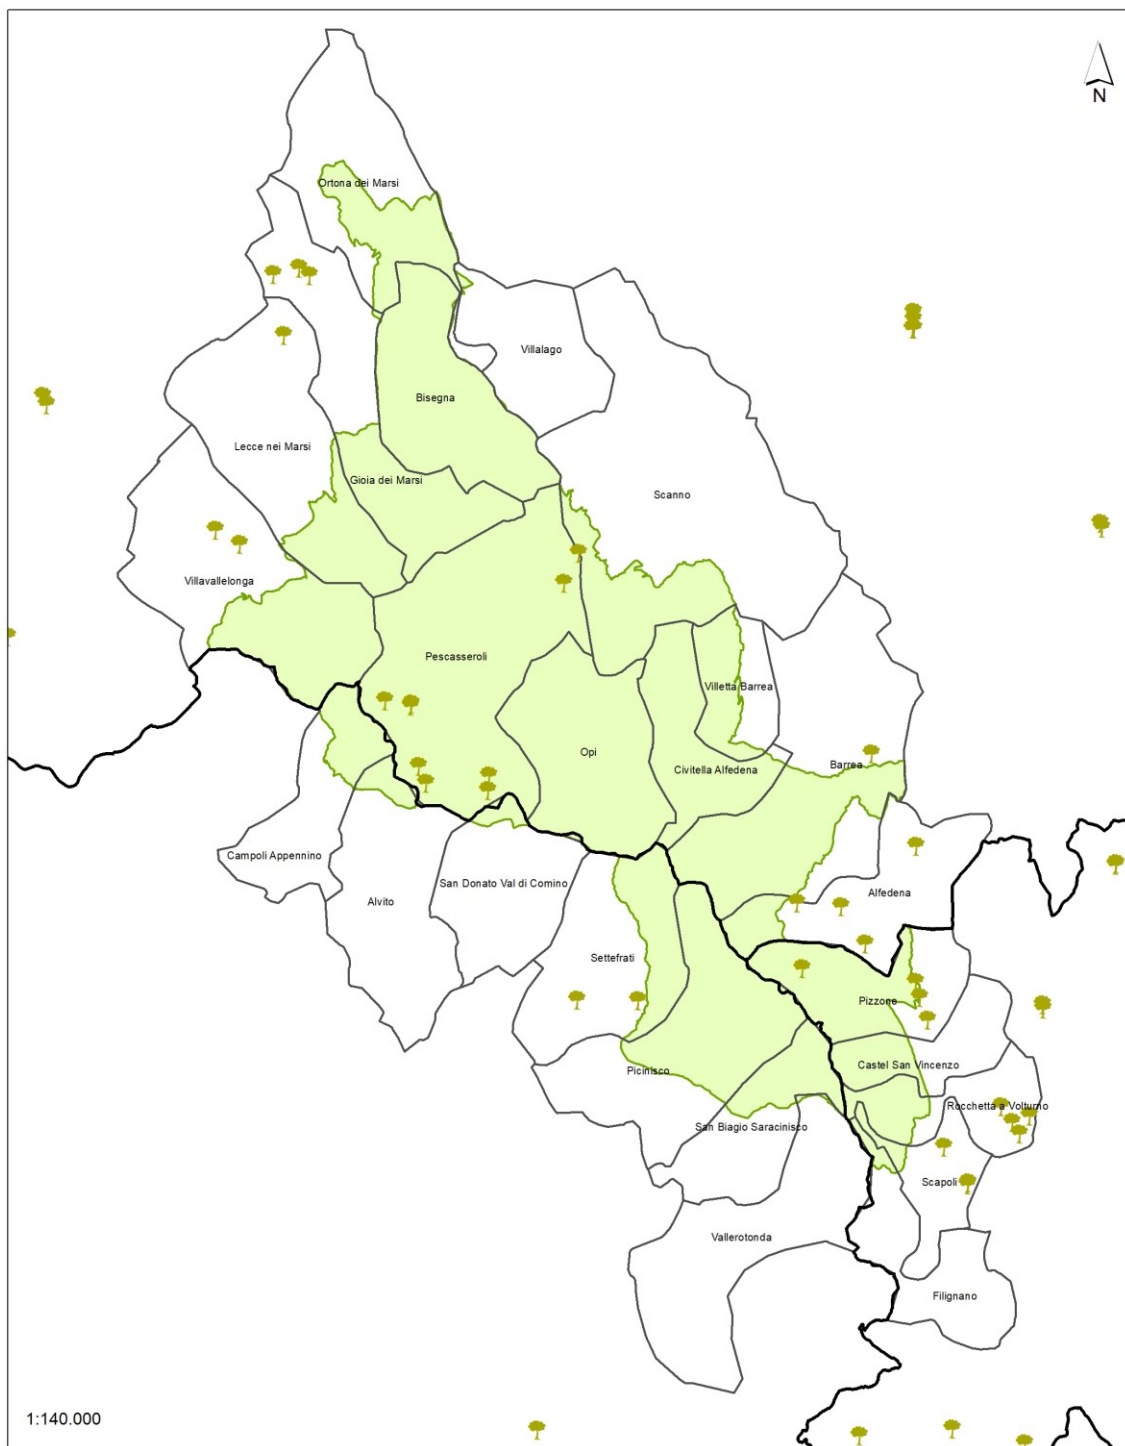 N
Ortona dei Marsi
Villalago
Bisegna
Lecce nei Marsi
Gioia dei Marsi
Scanno
Villavallelonga
Pescasseroli
Villetta Barrea
Opi
Civitella Alfedena
Barrea
Campoli Appennino
San Donato Val di Comino
Alvito
Alfedena
Settefrati
Pizzone
Picinisco
Castel San Vincenzo
Rocchetta a Volturno
San Biagio Saracinisco
Scapoli
Vallerotonda
Filignano
1:140.000